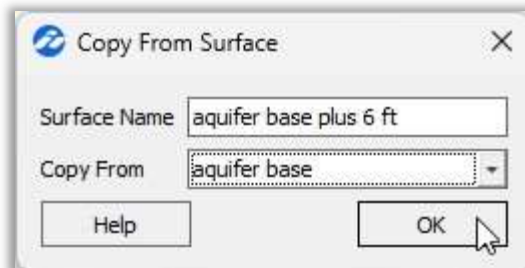 Copy From Surface
Surface Name aquifer base plus 6 ft
Copy From aquifer base
Help OK